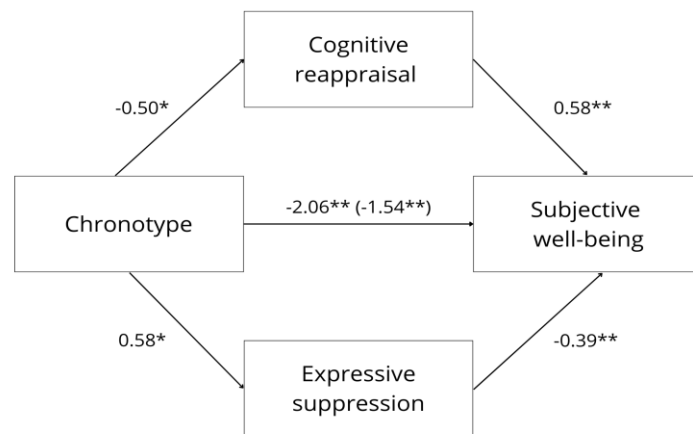 Cognitive
reappraisal
-0.50*
0.58**
Chronotype
-2.06** (-1.54**)
Subjective
well-being
0.58*
-0.39**
Expressive
suppression